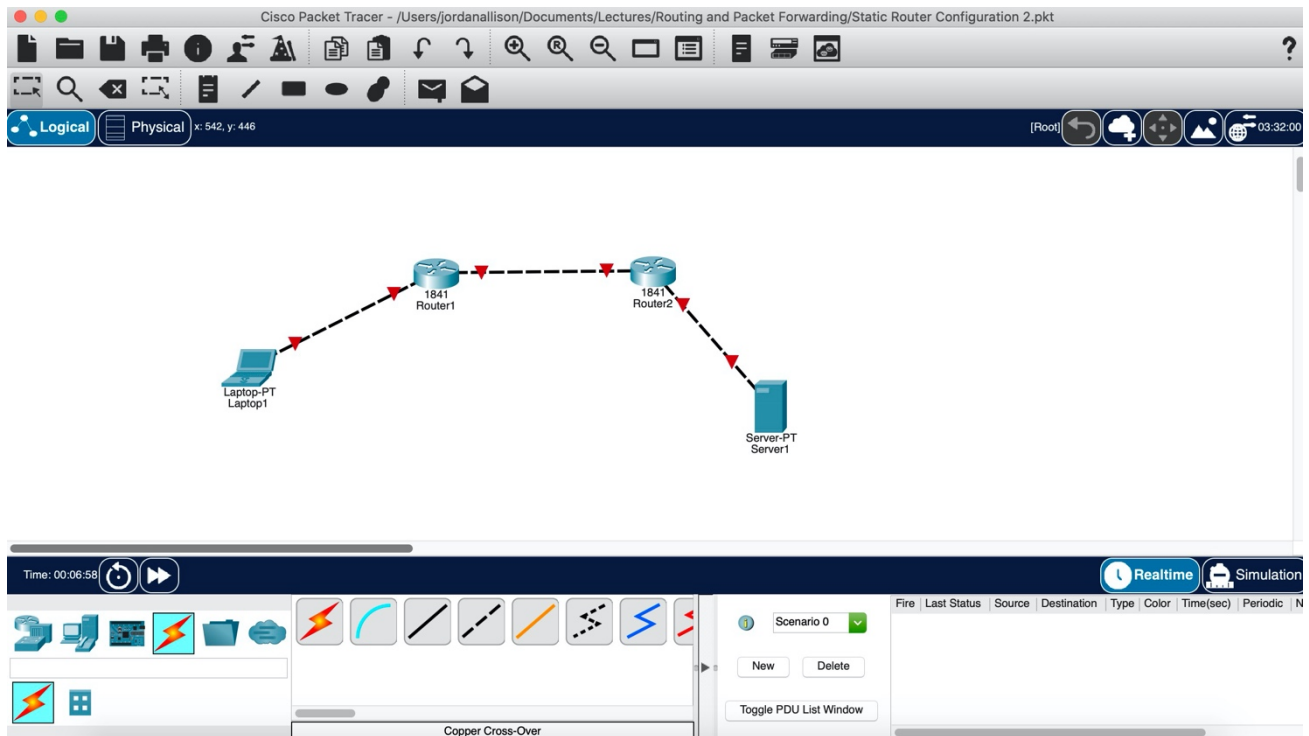 Cisco Packet Tracer - /Users/jordanallison/Documents/Lectures/Routing and Packet Forwarding/Static Router Configuration 2.pkt
Logical
Physical
x: 542, y: 446
[Root]
03:32:00
1841
Router1
1841
Router2
Laptop-PT
Laptop1
Server-PT
Server1
Time: 00:06:58
Realtime
Simulation
Scenario 0
New
Delete
Toggle PDU List Window
Fire Last Status Source Destination Type Color Time(sec) Periodic N
Copper Cross-Over